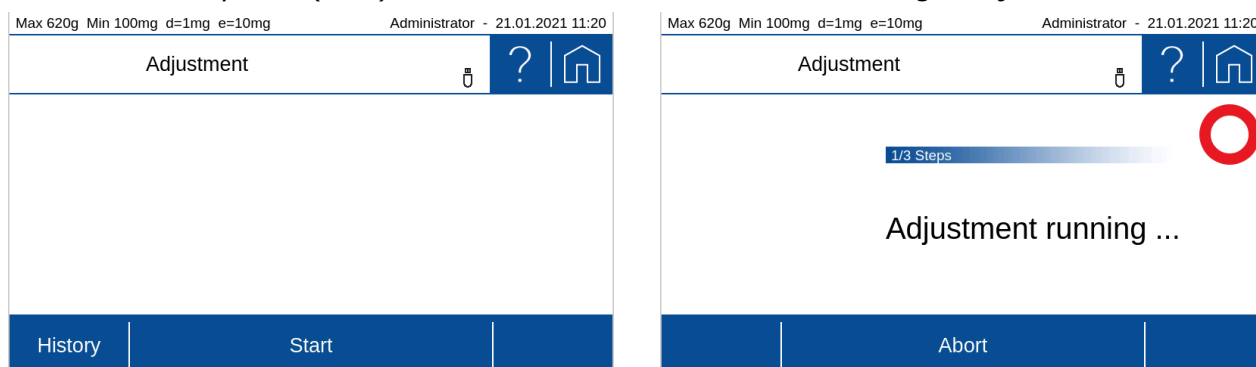 Max 620g Min 100mg d=1mg e=10mg Administrator - 21.01.2021 11:20
Adjustment ?
History Start
Max 620g Min 100mg d=1mg e=10mg Administrator - 21.01.2021 11:20
Adjustment ?
1/3 Steps
Adjustment running ...
Abort